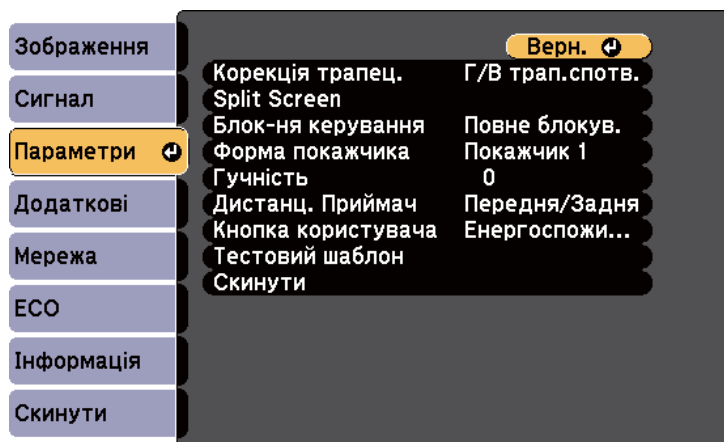 Зображення
Сигнал
Параметри
Додаткові
Мережа
ECO
Інформація
Скинути
Верн.
Корекція трапец. Г/В трап.спотв.
Split Screen
Блок-ня керування Повне блокув.
Форма покажчика Покажчик 1
Гучність 0
Дистанц. Приймач Передня/Задня
Кнопка користувача Енергоспожи...
Тестовий шаблон
Скинути